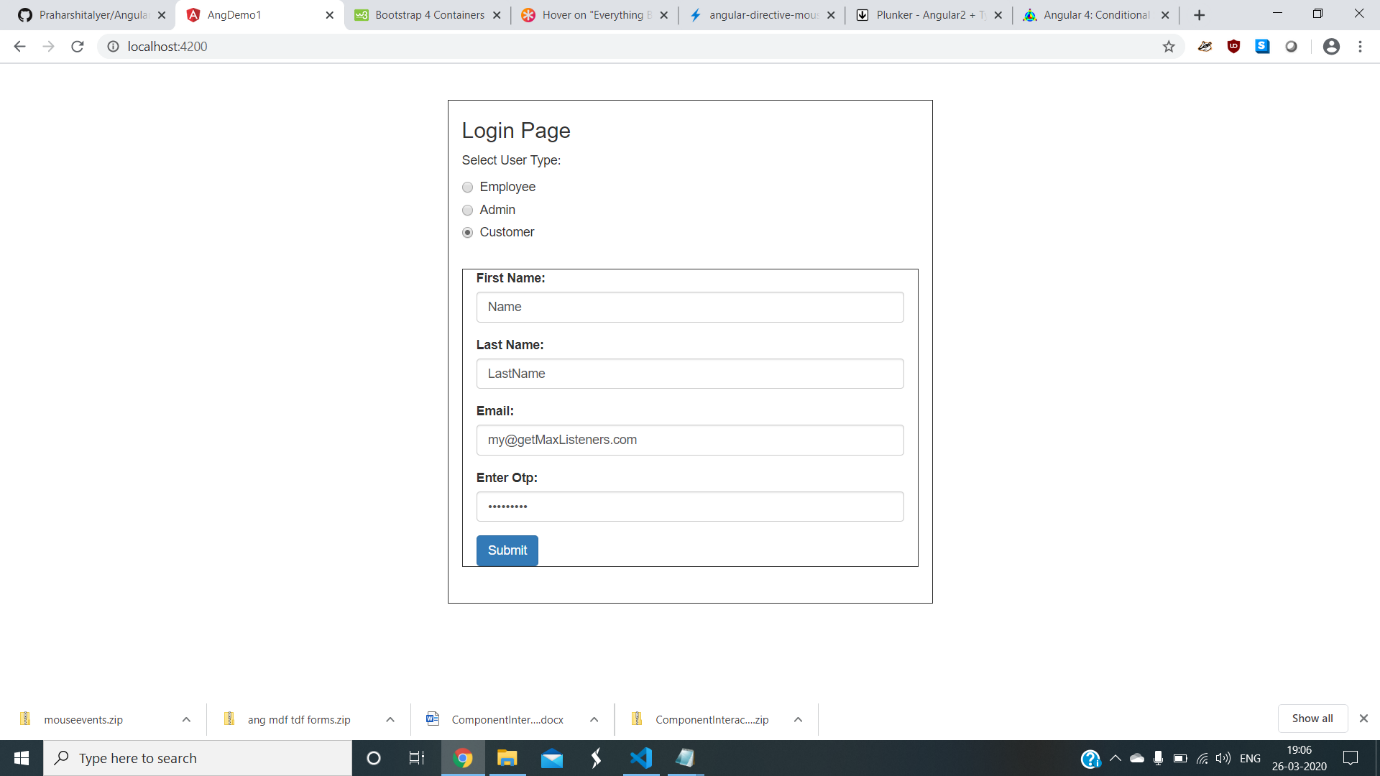 PraharshitaIyer/Angula
AngDemo1
Bootstrap 4 Containers
Hover on "Everything B
angular-directive-mous
Plunker - Angular2 + Ty
Angular 4: Conditional
localhost:4200
Login Page
Select User Type:
Employee
Admin
Customer
First Name:
Name
Last Name:
LastName
Email:
my@getMaxListeners.com
Enter Otp:
•••••••••
Submit
mouseevents.zip
ang mdf tdf forms.zip
ComponentInter....docx
ComponentInterac....zip
Show all
Type here to search
ENG
19:06
26-03-2020